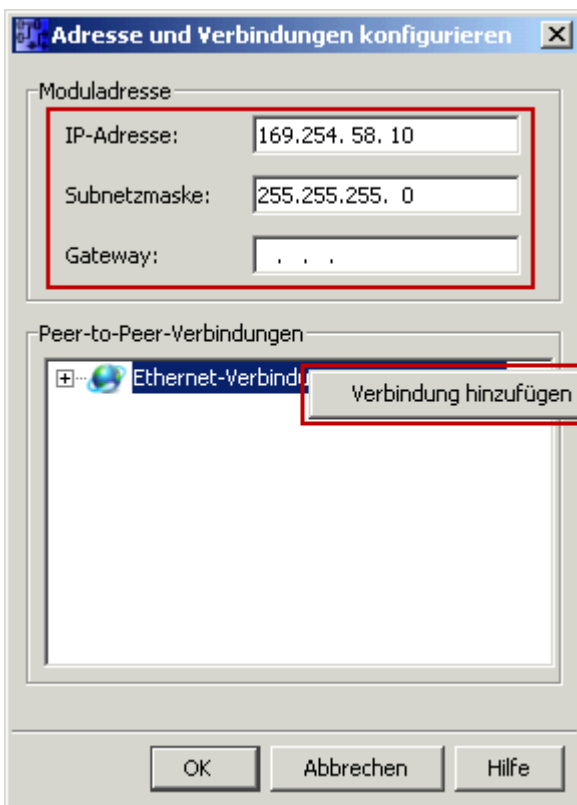 Adresse und Verbindungen konfigurieren
Moduladresse
IP-Adresse: 169.254. 58. 10
Subnetzmaske: 255.255.255. 0
Gateway: . . .
Peer-to-Peer-Verbindungen
Verbindung hinzufügen
OK Abbrechen Hilfe